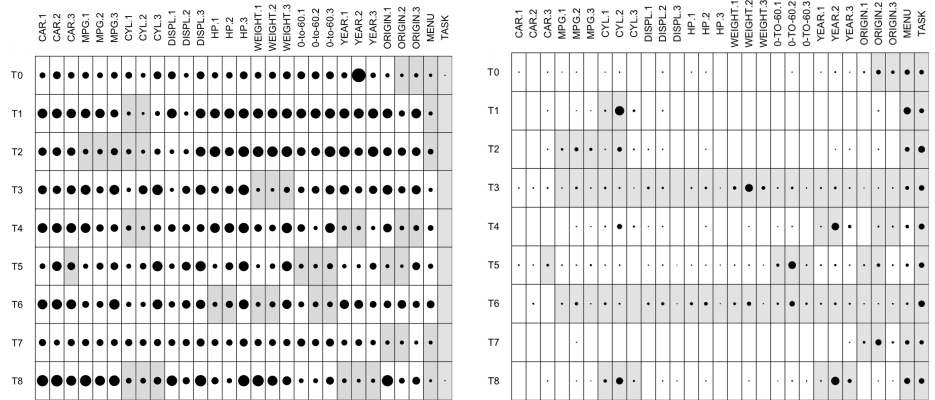 CAR.1 CAR.2 CAR.3 MPG.1 MPG.2 MPG.3 CYL.1 CYL.2 CYL.3 DISPL.1 DISPL.2 DISPL.3 HP.1 HP.2 HP.3 WEIGHT.1 WEIGHT.2 WEIGHT.3 0-to-60.1 0-to-60.2 0-to-60.3 YEAR.1 YEAR.2 YEAR.3 ORIGIN.1 ORIGIN.2 ORIGIN.3 MENU TASK
T0
T1
T2
T3
T4
T5
T6
T7
T8
CAR.1 CAR.2 CAR.3 MPG.1 MPG.2 MPG.3 CYL.1 CYL.2 CYL.3 DISPL.1 DISPL.2 DISPL.3 HP.1 HP.2 HP.3 WEIGHT.1 WEIGHT.2 WEIGHT.3 0-TO-60.1 0-TO-60.2 0-TO-60.3 YEAR.1 YEAR.2 YEAR.3 ORIGIN.1 ORIGIN.2 ORIGIN.3 MENU TASK
T0
T1
T2
T3
T4
T5
T6
T7
T8